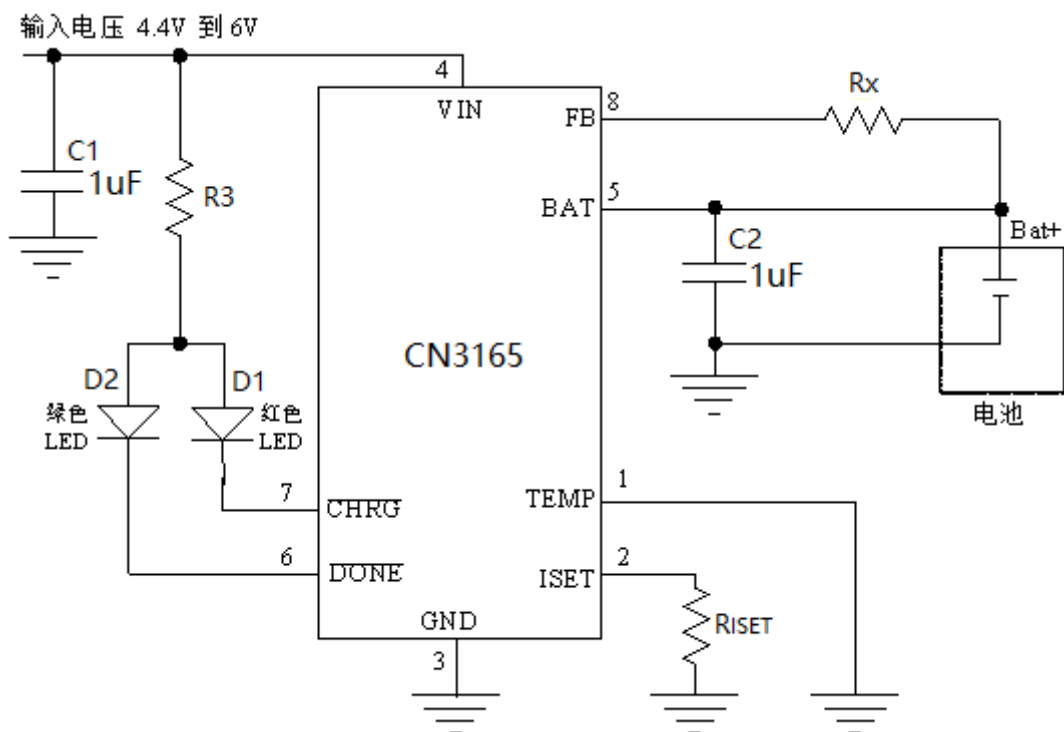 输入电压 4.4V 到 6V
4
VIN
C1
1uF
R3
FB
8
Rx
BAT
5
C2
1uF
Bat+
电池
CN3165
D2
绿色
LED
D1
红色
LED
7
CHRG
6
DONE
TEMP
1
ISET
2
RISET
GND
3